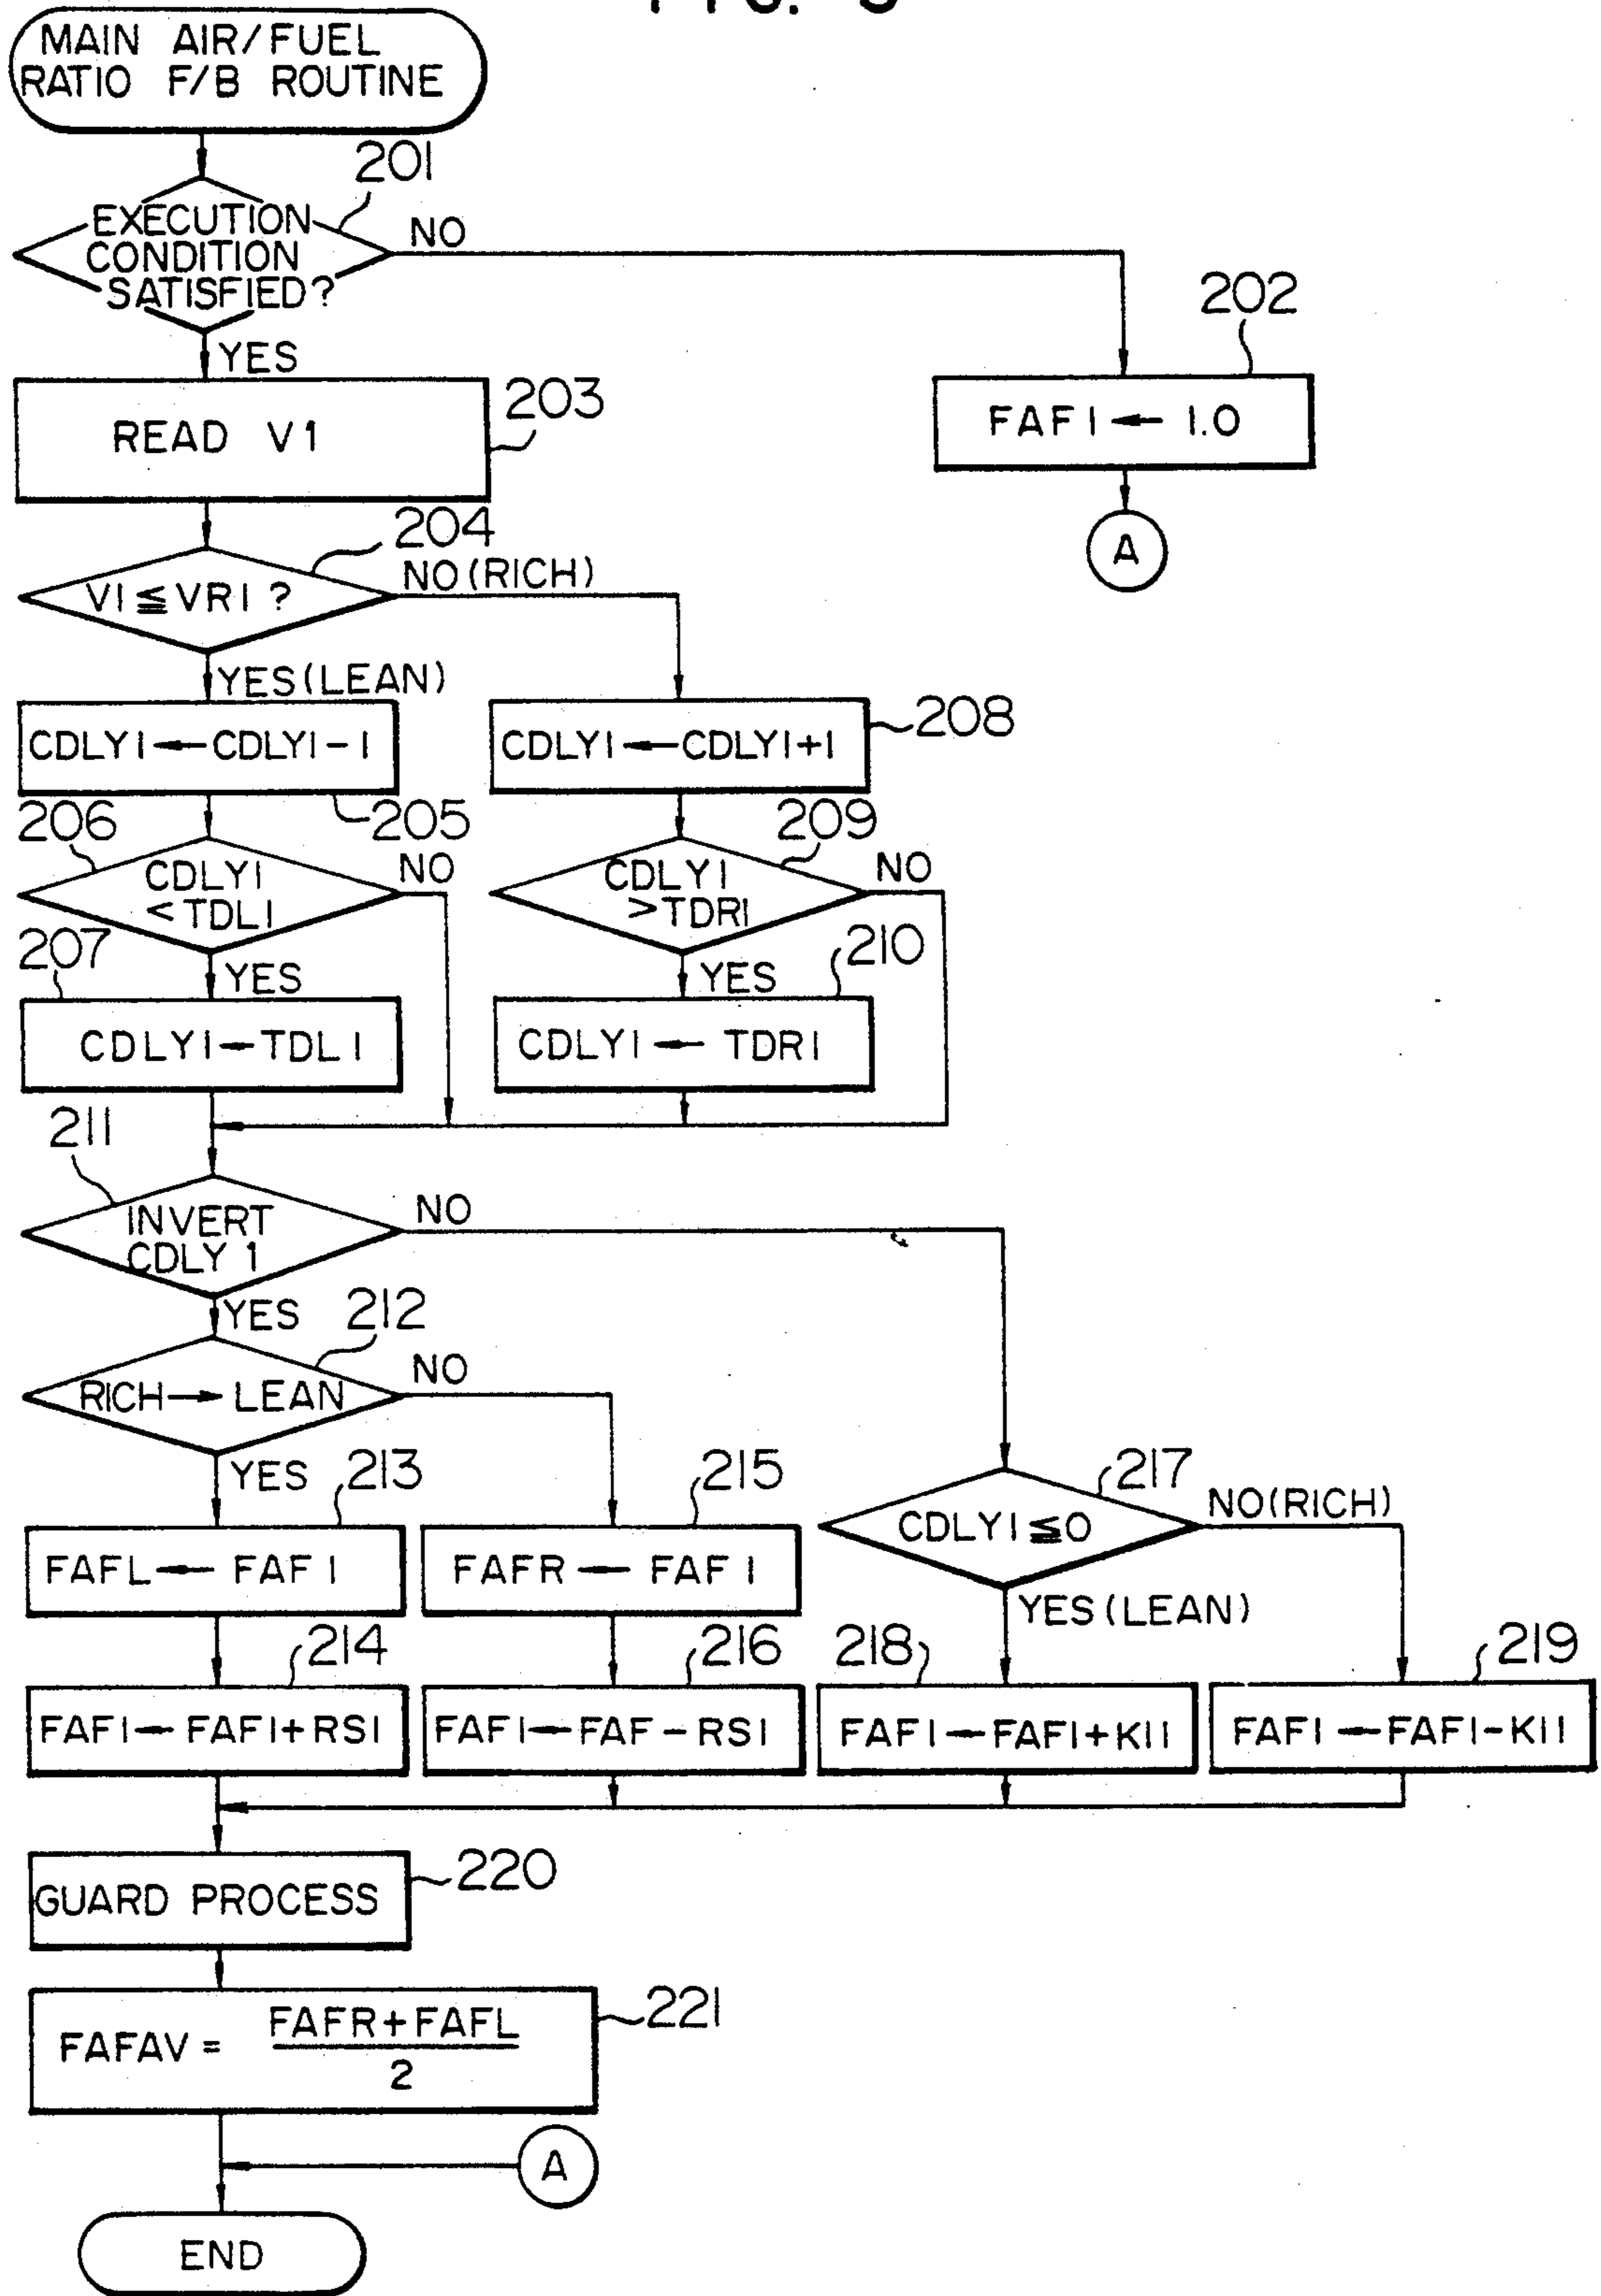 MAIN AIR/FUEL
RATIO F/B ROUTINE
201
EXECUTION
CONDITION
SATISFIED?
NO
202
YES
FAF1 ← 1.0
READ V1
203
A
204
V1 ≦ VR1 ?
NO (RICH)
YES (LEAN)
CDLY1 ← CDLY1 - 1
205
CDLY1 ← CDLY1+1
208
206
CDLY1
< TDL1
NO
209
CDLY1
> TDR1
NO
207
YES
210
YES
CDLY1 ← TDL1
CDLY1 ← TDR1
211
INVERT
CDLY 1
NO
YES
212
RICH → LEAN
NO
YES
213
215
217
CDLY1 ≦ 0
NO (RICH)
FAFL ← FAF1
FAFR ← FAF1
YES (LEAN)
214
216
218
219
FAF1 ← FAF1+RS1
FAF1 ← FAF-RS1
FAF1 ← FAF1+KI1
FAF1 ← FAF1-KI1
GUARD PROCESS
220
FAFAV = FAFR+FAFL
2
221
A
END